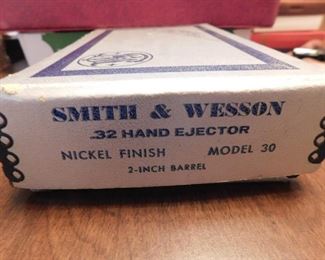 SMITH & WESSON
.32 HAND EJECTOR
NICKEL FINISH MODEL 30
2-INCH BARREL